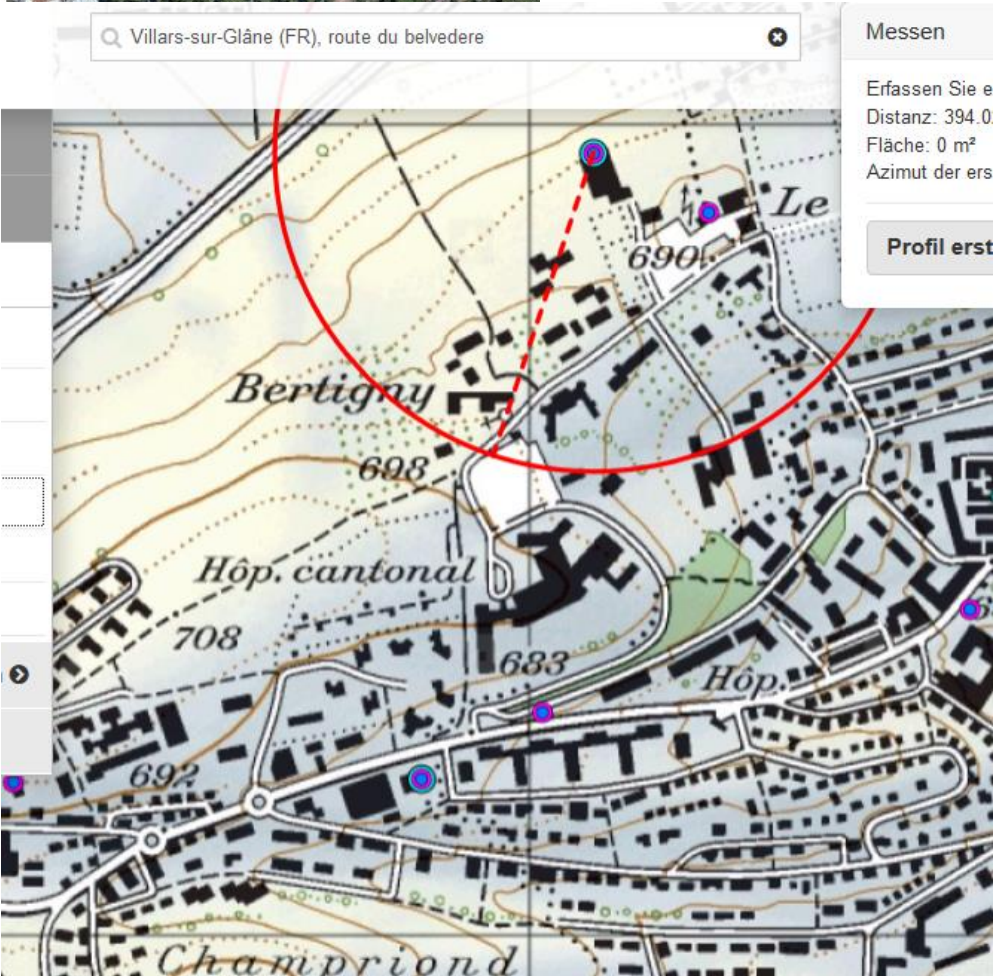 Villars-sur-Glâne (FR), route du belvedere
Messen
Erfassen Sie e
Distanz: 394.0
Fläche: 0 m²
Azimut der ers
Profil erst
Le
690
Bertigny
698
Hôp. cantonal
708
683
Hôp.
692
Champriond